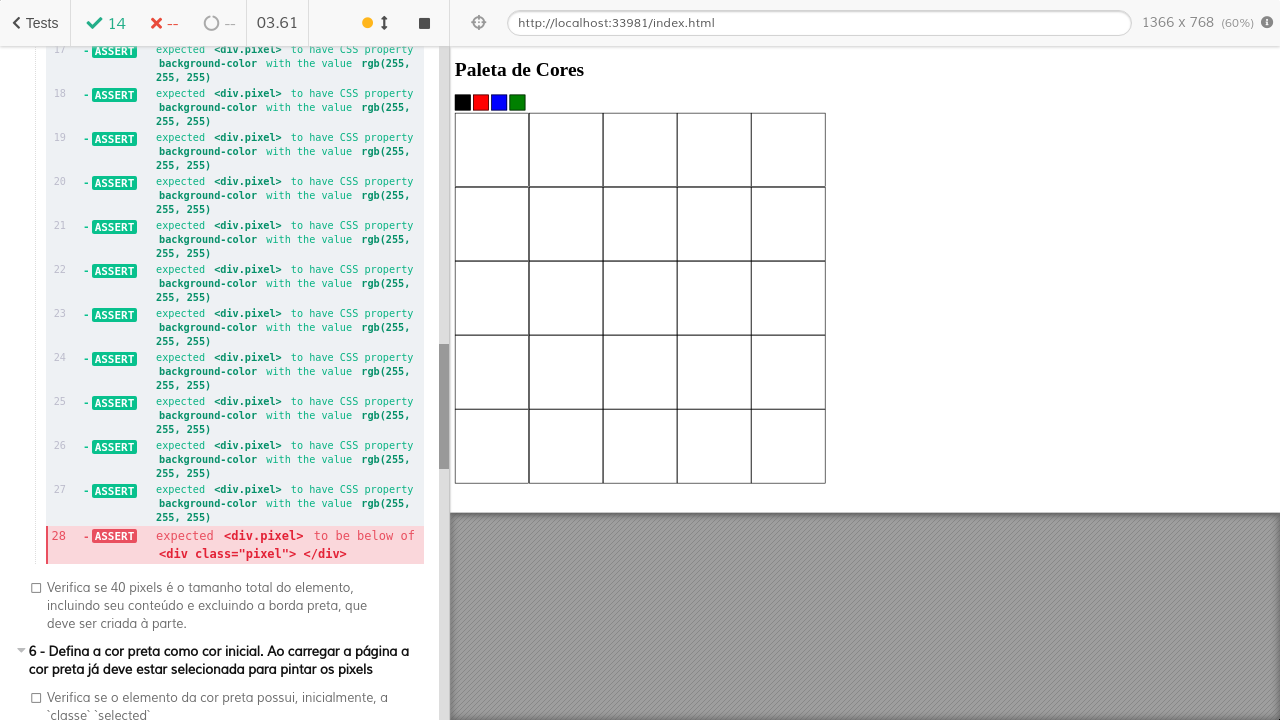 Tests
14
--
--
03.61
http://localhost:33981/index.html
1366 x 768 (60%)
17 - ASSERT expected <div.pixel> to have CSS property
background-color with the value rgb(255,
255, 255)
18 - ASSERT expected <div.pixel> to have CSS property
background-color with the value rgb(255,
255, 255)
19 - ASSERT expected <div.pixel> to have CSS property
background-color with the value rgb(255,
255, 255)
20 - ASSERT expected <div.pixel> to have CSS property
background-color with the value rgb(255,
255, 255)
21 - ASSERT expected <div.pixel> to have CSS property
background-color with the value rgb(255,
255, 255)
22 - ASSERT expected <div.pixel> to have CSS property
background-color with the value rgb(255,
255, 255)
23 - ASSERT expected <div.pixel> to have CSS property
background-color with the value rgb(255,
255, 255)
24 - ASSERT expected <div.pixel> to have CSS property
background-color with the value rgb(255,
255, 255)
25 - ASSERT expected <div.pixel> to have CSS property
background-color with the value rgb(255,
255, 255)
26 - ASSERT expected <div.pixel> to have CSS property
background-color with the value rgb(255,
255, 255)
27 - ASSERT expected <div.pixel> to have CSS property
background-color with the value rgb(255,
255, 255)
28 - ASSERT expected <div.pixel> to be below of
<div class="pixel"> </div>
Verifica se 40 pixels é o tamanho total do elemento,
incluindo seu conteúdo e excluindo a borda preta, que
deve ser criada à parte.
6 - Defina a cor preta como cor inicial. Ao carregar a página a
cor preta já deve estar selecionada para pintar os pixels
Verifica se o elemento da cor preta possui, inicialmente, a
`classe` `selected`
Paleta de Cores